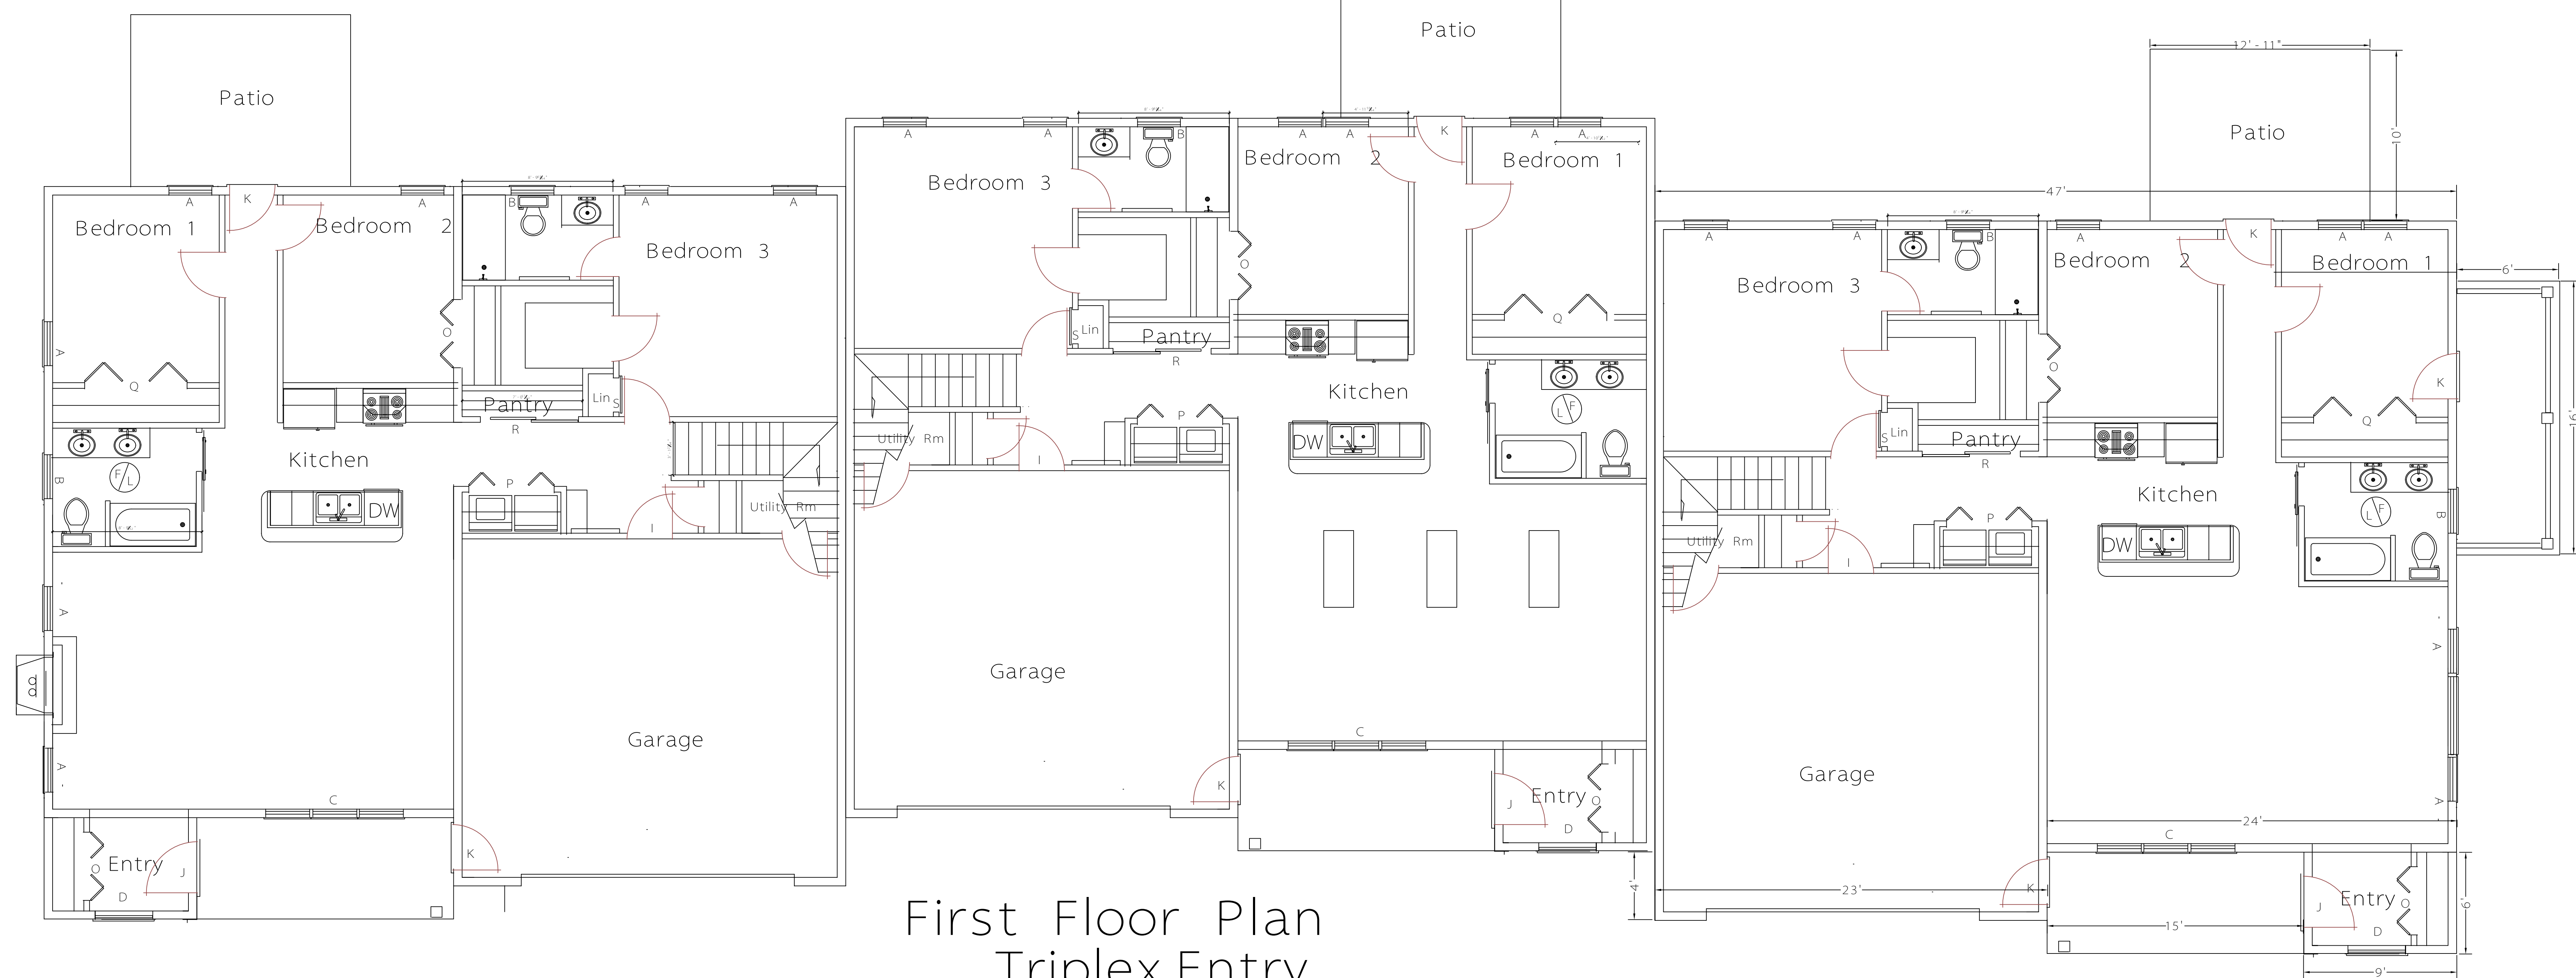 Patio
Bedroom 1
K
A
Bedroom 2
A
B
A
Bedroom 3
A
O
A
Q
Pantry
Lin
S
R
F/L
B
Kitchen
DW
P
I
Utility Rm
A
A
C
Garage
K
Entry
O
J
D
Patio
A
A
B
A
A
K
A
A
Bedroom 3
Bedroom 2
Bedroom 1
O
Q
S
Lin
Pantry
R
Kitchen
L/F
P
DW
Utility Rm
I
Garage
C
K
J
Entry
O
D
12'-11"
Patio
10'
47'
A
A
B
A
K
A
A
Bedroom 3
Bedroom 2
Bedroom 1
6'
16'
O
K
Q
S
Lin
Pantry
R
Kitchen
L/F
B
P
DW
Utility Rm
I
A
Garage
A
24'
C
23'
K
4'
15'
J
Entry
O
D
6'
9'
First Floor Plan
Triplex Entry